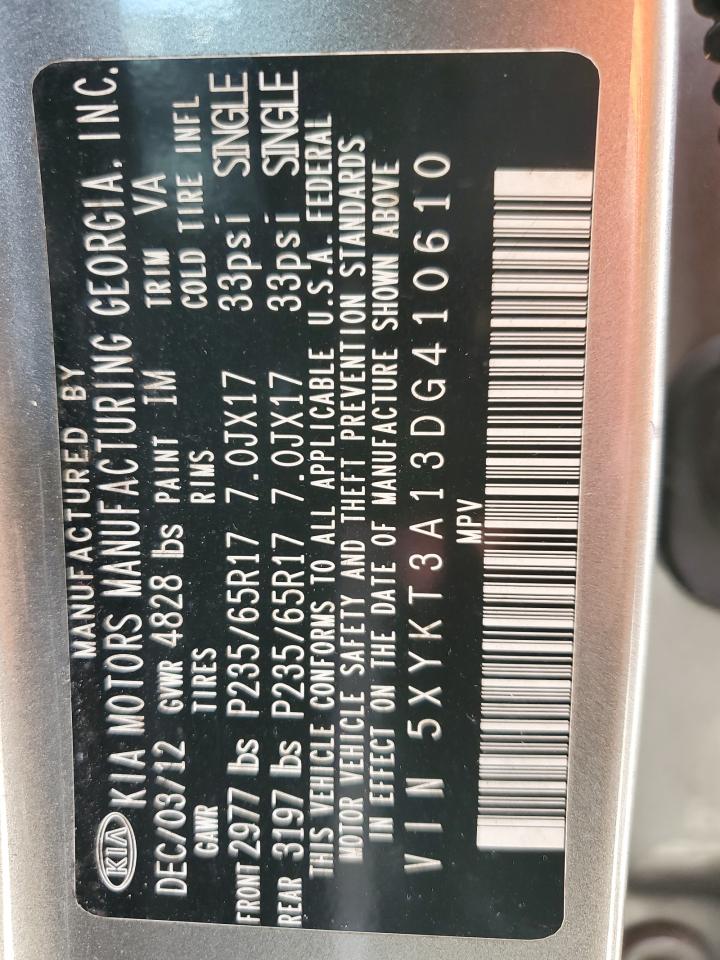 MANUFACTURED BY
KIA KIA MOTORS MANUFACTURING GEORGIA, INC.
DEC/03/12 GVWR 4828 lbs PAINT IM TRIM VA
GAWR TIRES RIMS COLD TIRE INFL
FRONT 2977 lbs P235/65R17 7.0JX17 33psi SINGLE
REAR 3197 lbs P235/65R17 7.0JX17 33psi SINGLE
THIS VEHICLE CONFORMS TO ALL APPLICABLE U.S.A. FEDERAL
MOTOR VEHICLE SAFETY AND THEFT PREVENTION STANDARDS
IN EFFECT ON THE DATE OF MANUFACTURE SHOWN ABOVE
VIN 5XYKT3A13DG410610
MPV